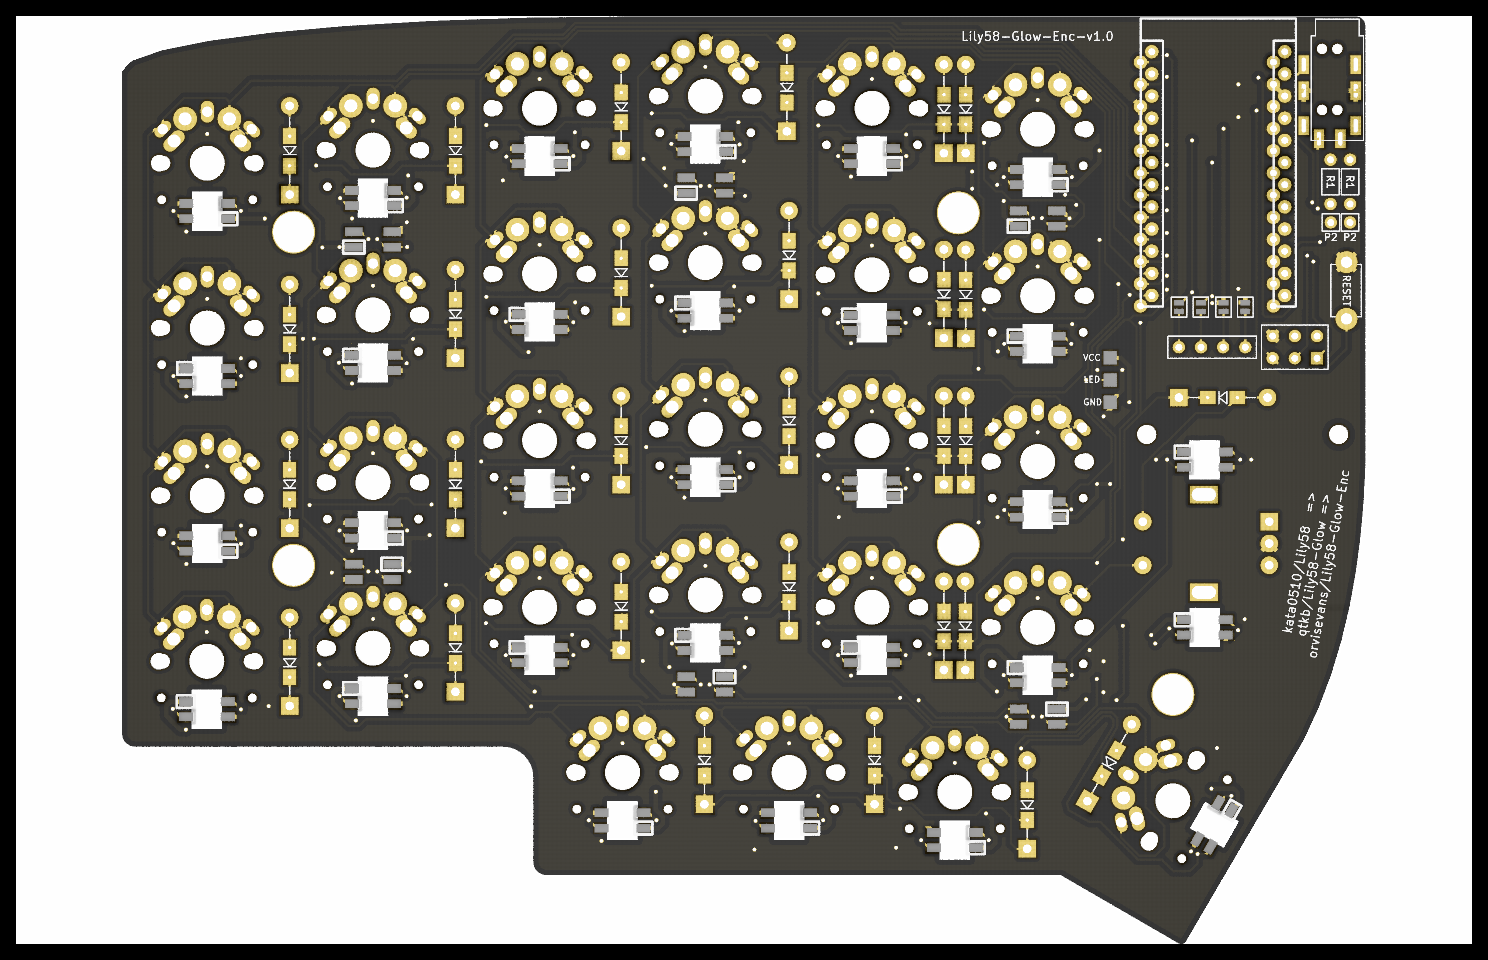 Lily58-Glow-Enc-v1.0
R1 R1
P2 P2
RESET
VCC
LED
GND
kata0510/Lily58 =>
qtkb/Lily58-Glow =>
orvisevans/Lily58-Glow-Enc